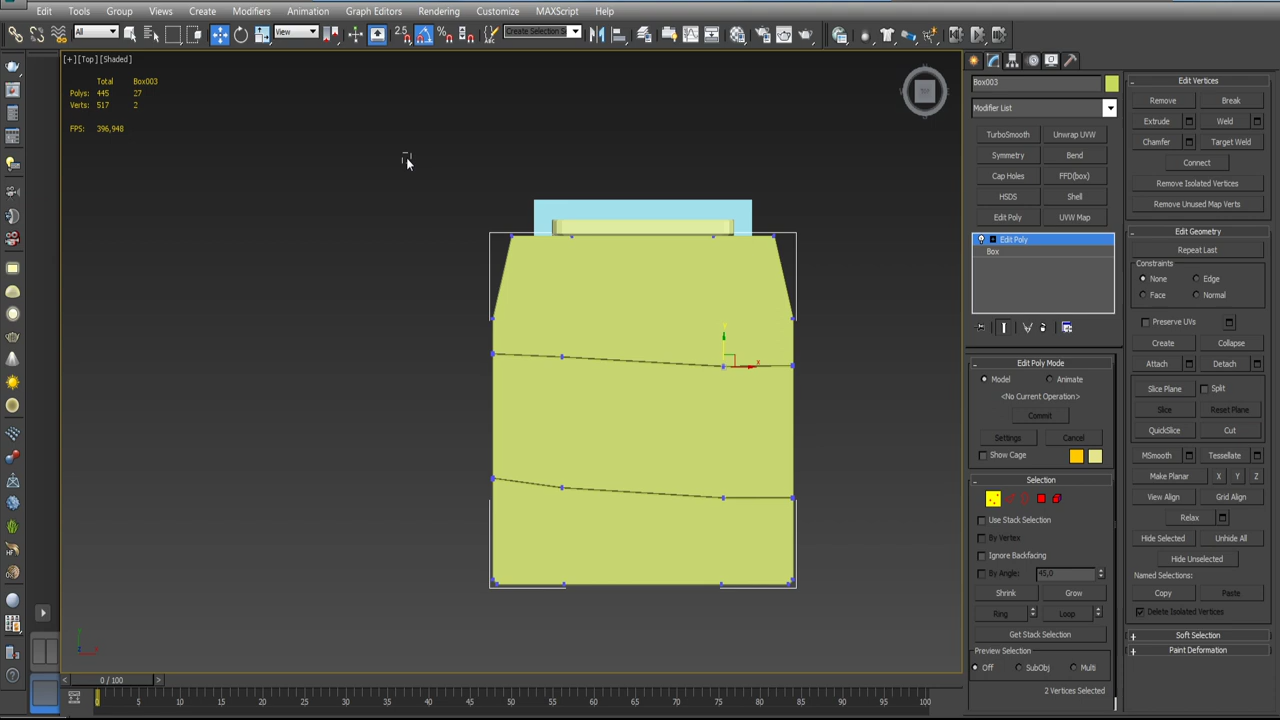 Edit Tools Group Views Create Modifiers Animation Graph Editors Rendering Customize MAXScript Help
All View 2.5 Create Selection S
[+] [Top] [Shaded]
Total Box003
Polys: 445 27
Verts: 517 2
FPS: 396,948
TOP
x
Box003
Modifier List
TurboSmooth Unwrap UVW
Symmetry Bend
Cap Holes FFD(box)
HSDS Shell
Edit Poly UVW Map
Edit Poly
Box
Edit Poly Mode
Model Animate
<No Current Operation>
Commit
Settings Cancel
Show Cage
Selection
Use Stack Selection
By Vertex
Ignore Backfacing
By Angle: 45,0
Shrink Grow
Ring Loop
Get Stack Selection
Preview Selection
Off SubObj Multi
2 Vertices Selected
Edit Vertices
Remove Break
Extrude Weld
Chamfer Target Weld
Connect
Remove Isolated Vertices
Remove Unused Map Verts
Edit Geometry
Repeat Last
Constraints
None Edge
Face Normal
Preserve UVs
Create Collapse
Attach Detach
Slice Plane Split
Slice Reset Plane
QuickSlice Cut
MSmooth Tessellate
Make Planar X Y Z
View Align Grid Align
Relax
Hide Selected Unhide All
Hide Unselected
Named Selections:
Copy Paste
Delete Isolated Vertices
Soft Selection
Paint Deformation
< 0 / 100 >
0 5 10 15 20 25 30 35 40 45 50 55 60 65 70 75 80 85 90 95 100